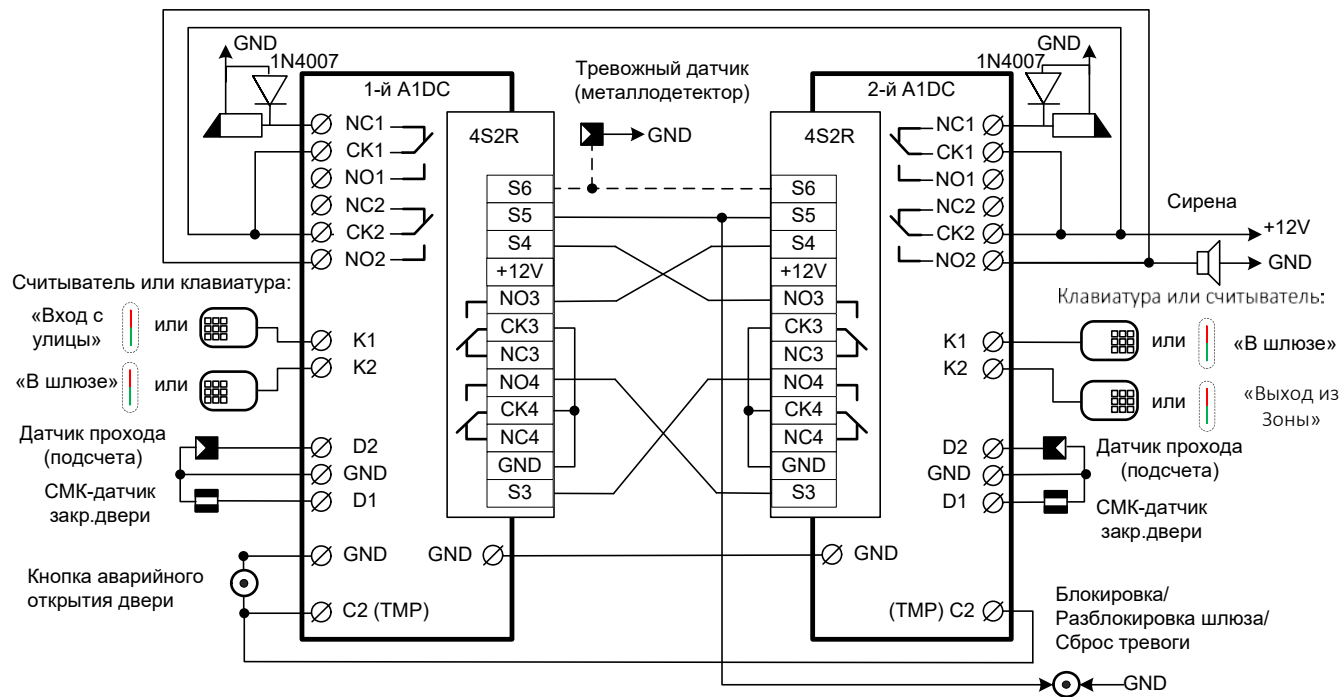 GND
1N4007
1-й A1DC
4S2R
NC1
CK1
NO1
NC2
CK2
NO2
Считыватель или клавиатура:
«Вход с
улицы»
или
«В шлюзе»
или
K1
K2
Датчик прохода
(подсчета)
СМК-датчик
закр.двери
D2
GND
D1
Кнопка аварийного
открытия двери
GND
C2 (TMP)
GND
S6
S5
S4
+12V
NO3
CK3
NC3
NO4
CK4
NC4
GND
S3
Тревожный датчик
(металлодетектор)
GND
GND
1N4007
2-й A1DC
4S2R
S6
S5
S4
+12V
NO3
CK3
NC3
NO4
CK4
NC4
GND
S3
NC1
CK1
NO1
NC2
CK2
NO2
Сирена
+12V
GND
Клавиатура или считыватель:
K1
или
«В шлюзе»
K2
или
«Выход из
Зоны»
D2
GND
D1
Датчик прохода
(подсчета)
СМК-датчик
закр.двери
GND
(TMP) C2
Блокировка/
Разблокировка шлюза/
Сброс тревоги
GND